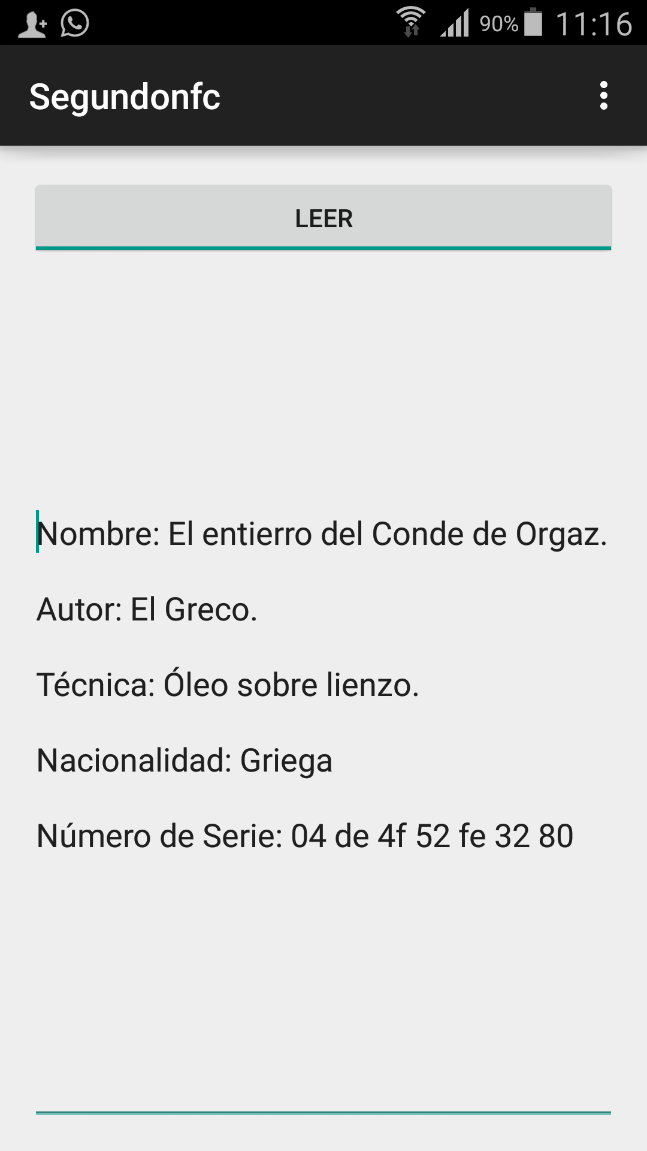 90% 11:16
Segundonfc
LEER
Nombre: El entierro del Conde de Orgaz.
Autor: El Greco.
Técnica: Óleo sobre lienzo.
Nacionalidad: Griega
Número de Serie: 04 de 4f 52 fe 32 80